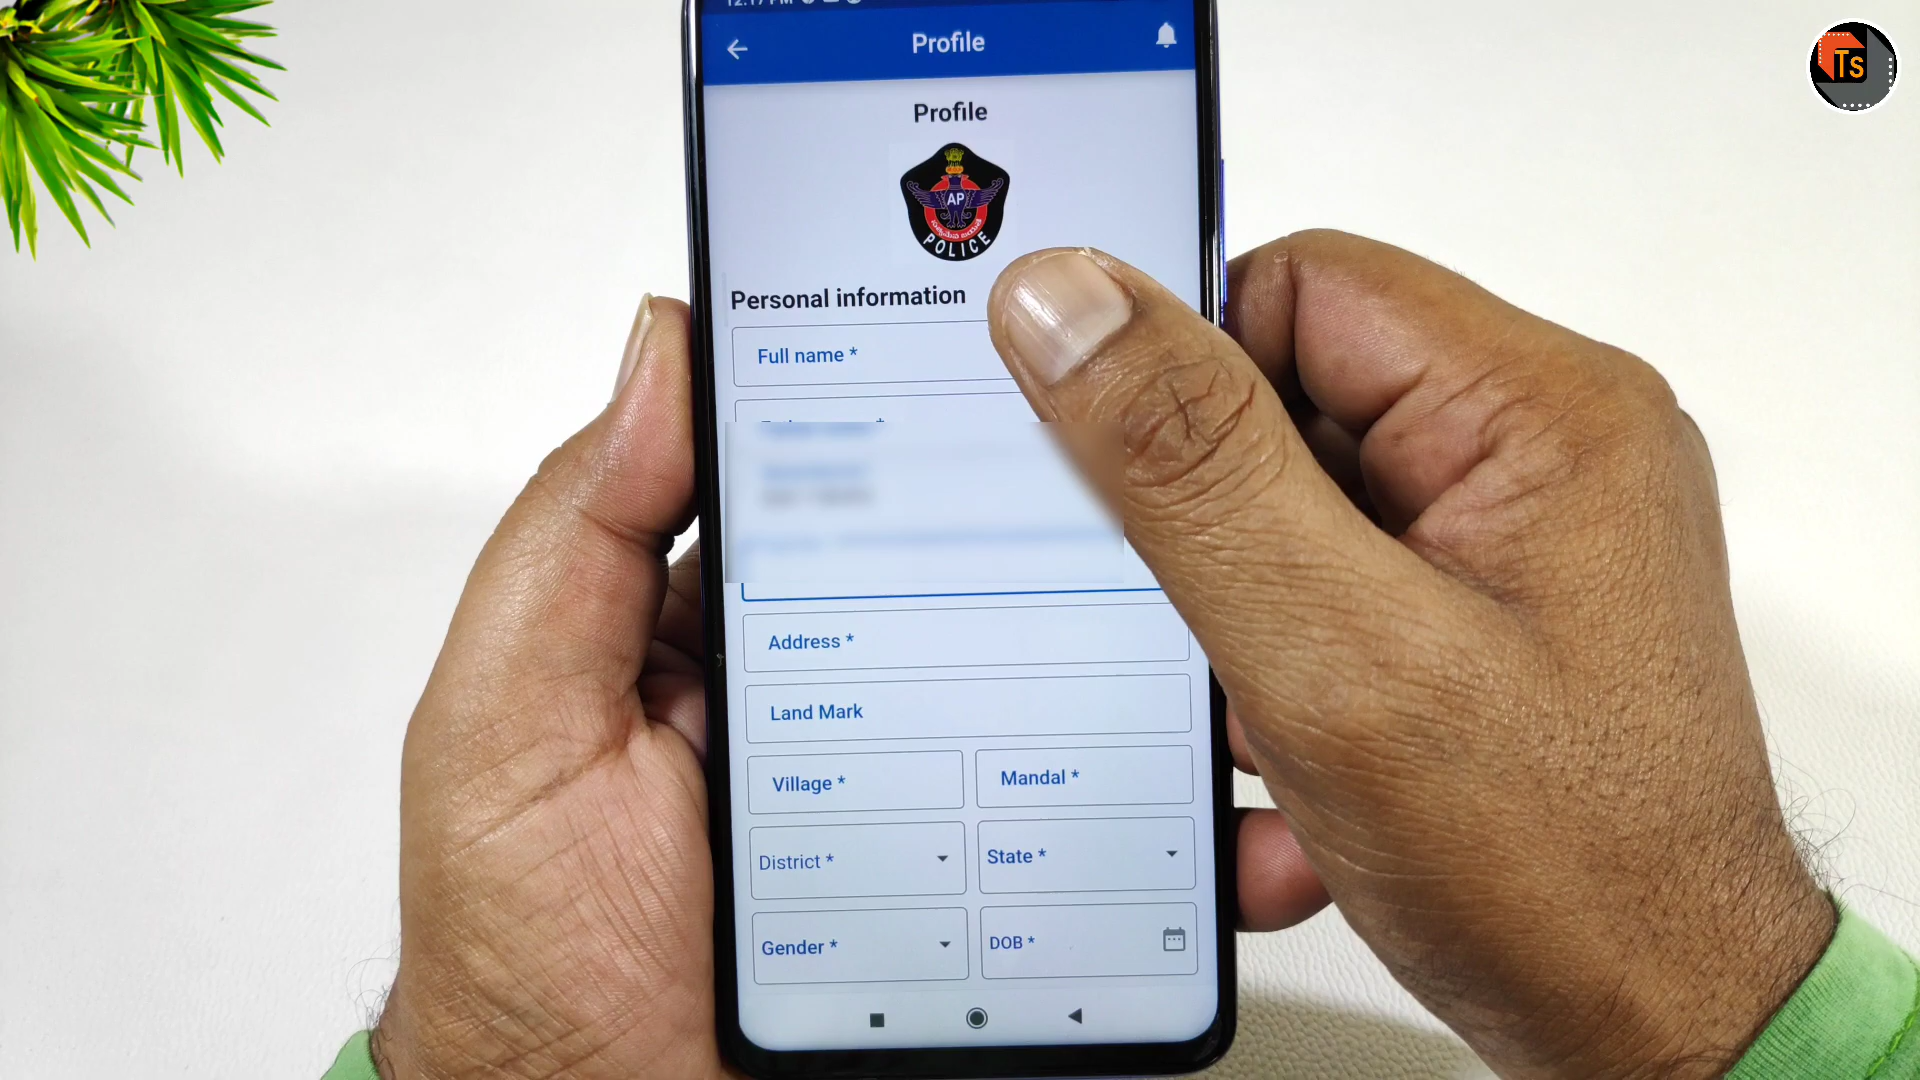 12:17 PM
Profile
Ts
Profile
AP
POLICE
Personal information
Full name *
Address *
Land Mark
Village *
Mandal *
District *
State *
Gender *
DOB *